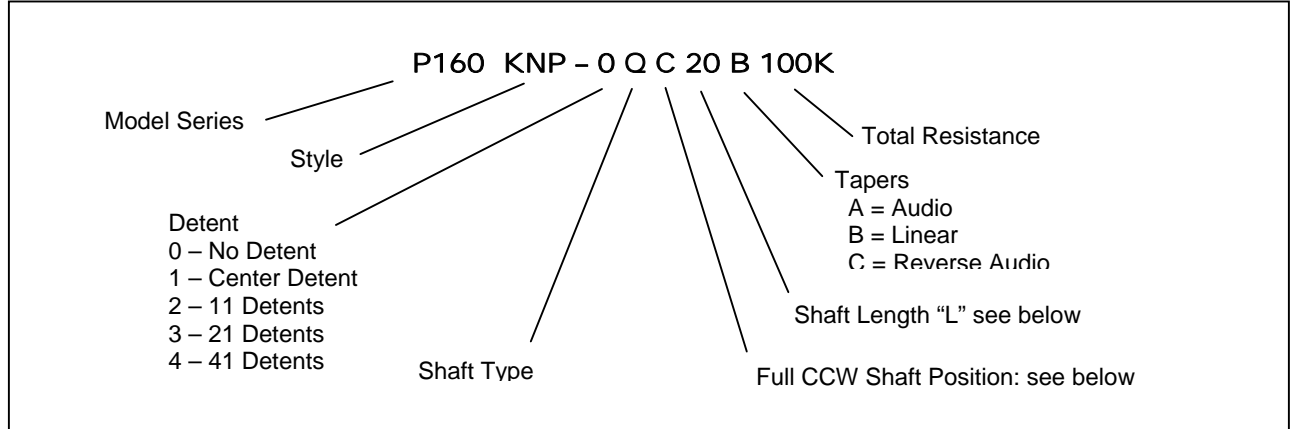 P160 KNP – 0 Q C 20 B 100K
Model Series
Total Resistance
Style
Tapers
A = Audio
B = Linear
C = Reverse Audio
Detent
0 – No Detent
1 – Center Detent
2 – 11 Detents
3 – 21 Detents
4 – 41 Detents
Shaft Length “L” see below
Shaft Type
Full CCW Shaft Position: see below